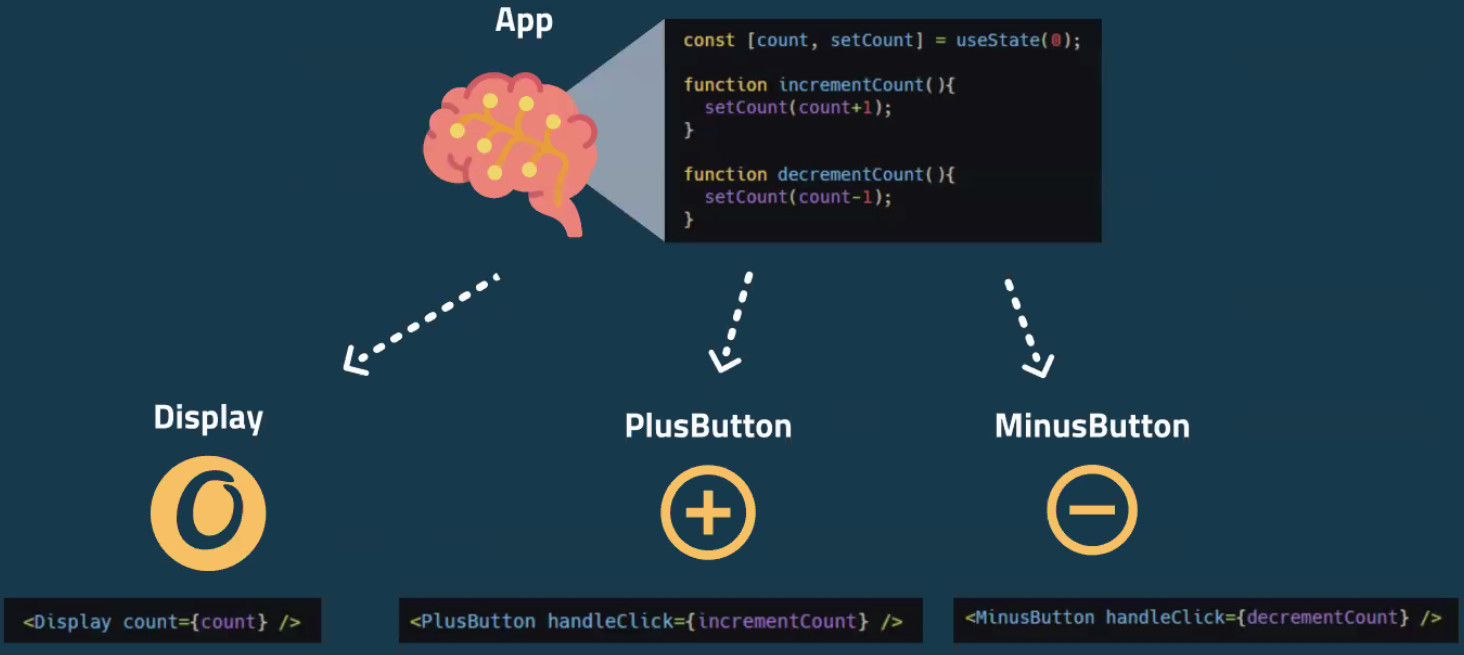 App
const [count, setCount] = useState(0);
function incrementCount(){
setCount(count+1);
}
function decrementCount(){
setCount(count-1);
}
Display
PlusButton
MinusButton
0
<Display count={count} />
<PlusButton handleClick={incrementCount} />
<MinusButton handleClick={decrementCount} />